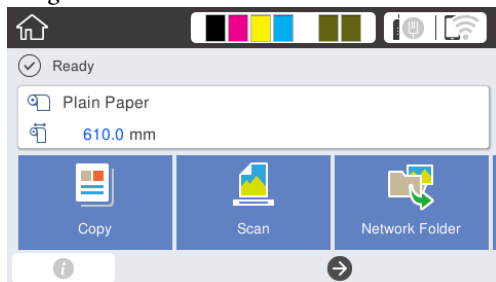 Ready
Plain Paper
610.0 mm
Copy
Scan
Network Folder